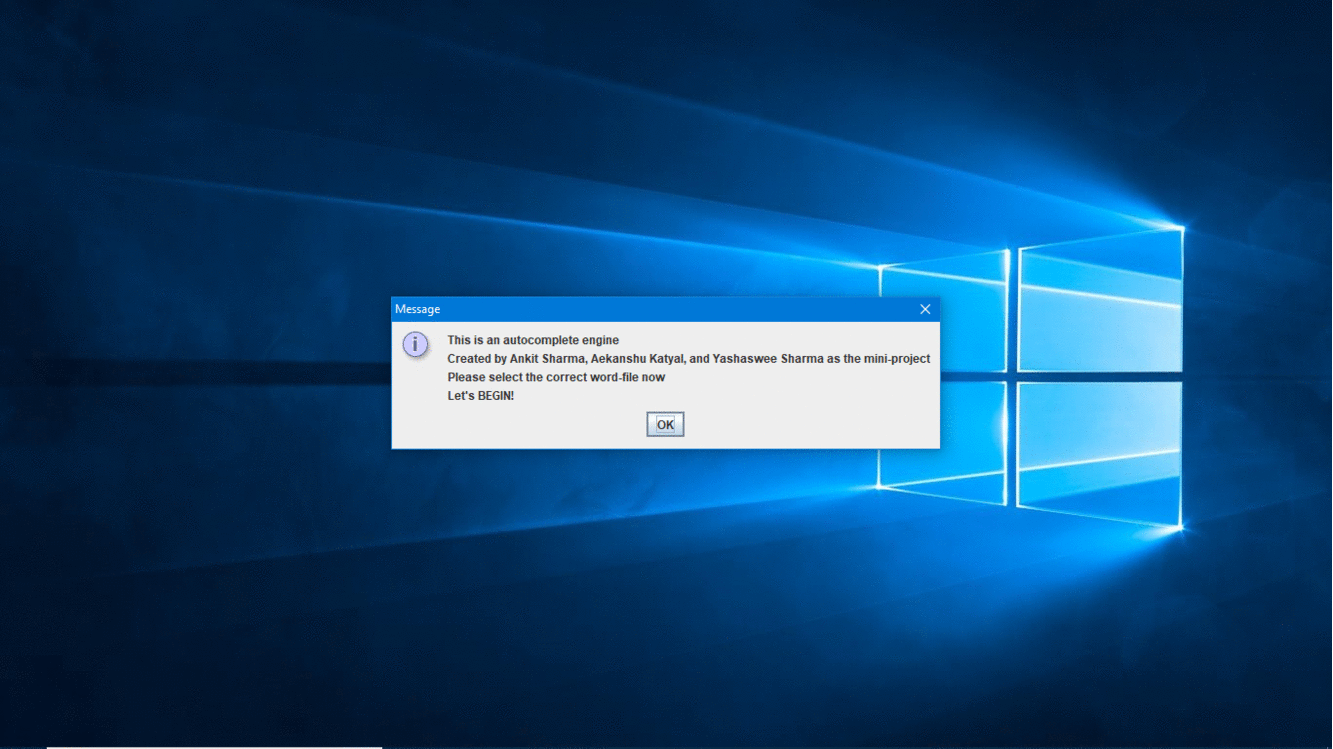 Message
This is an autocomplete engine
Created by Ankit Sharma, Aekanshu Katyal, and Yashaswee Sharma as the mini-project
Please select the correct word-file now
Let's BEGIN!
OK